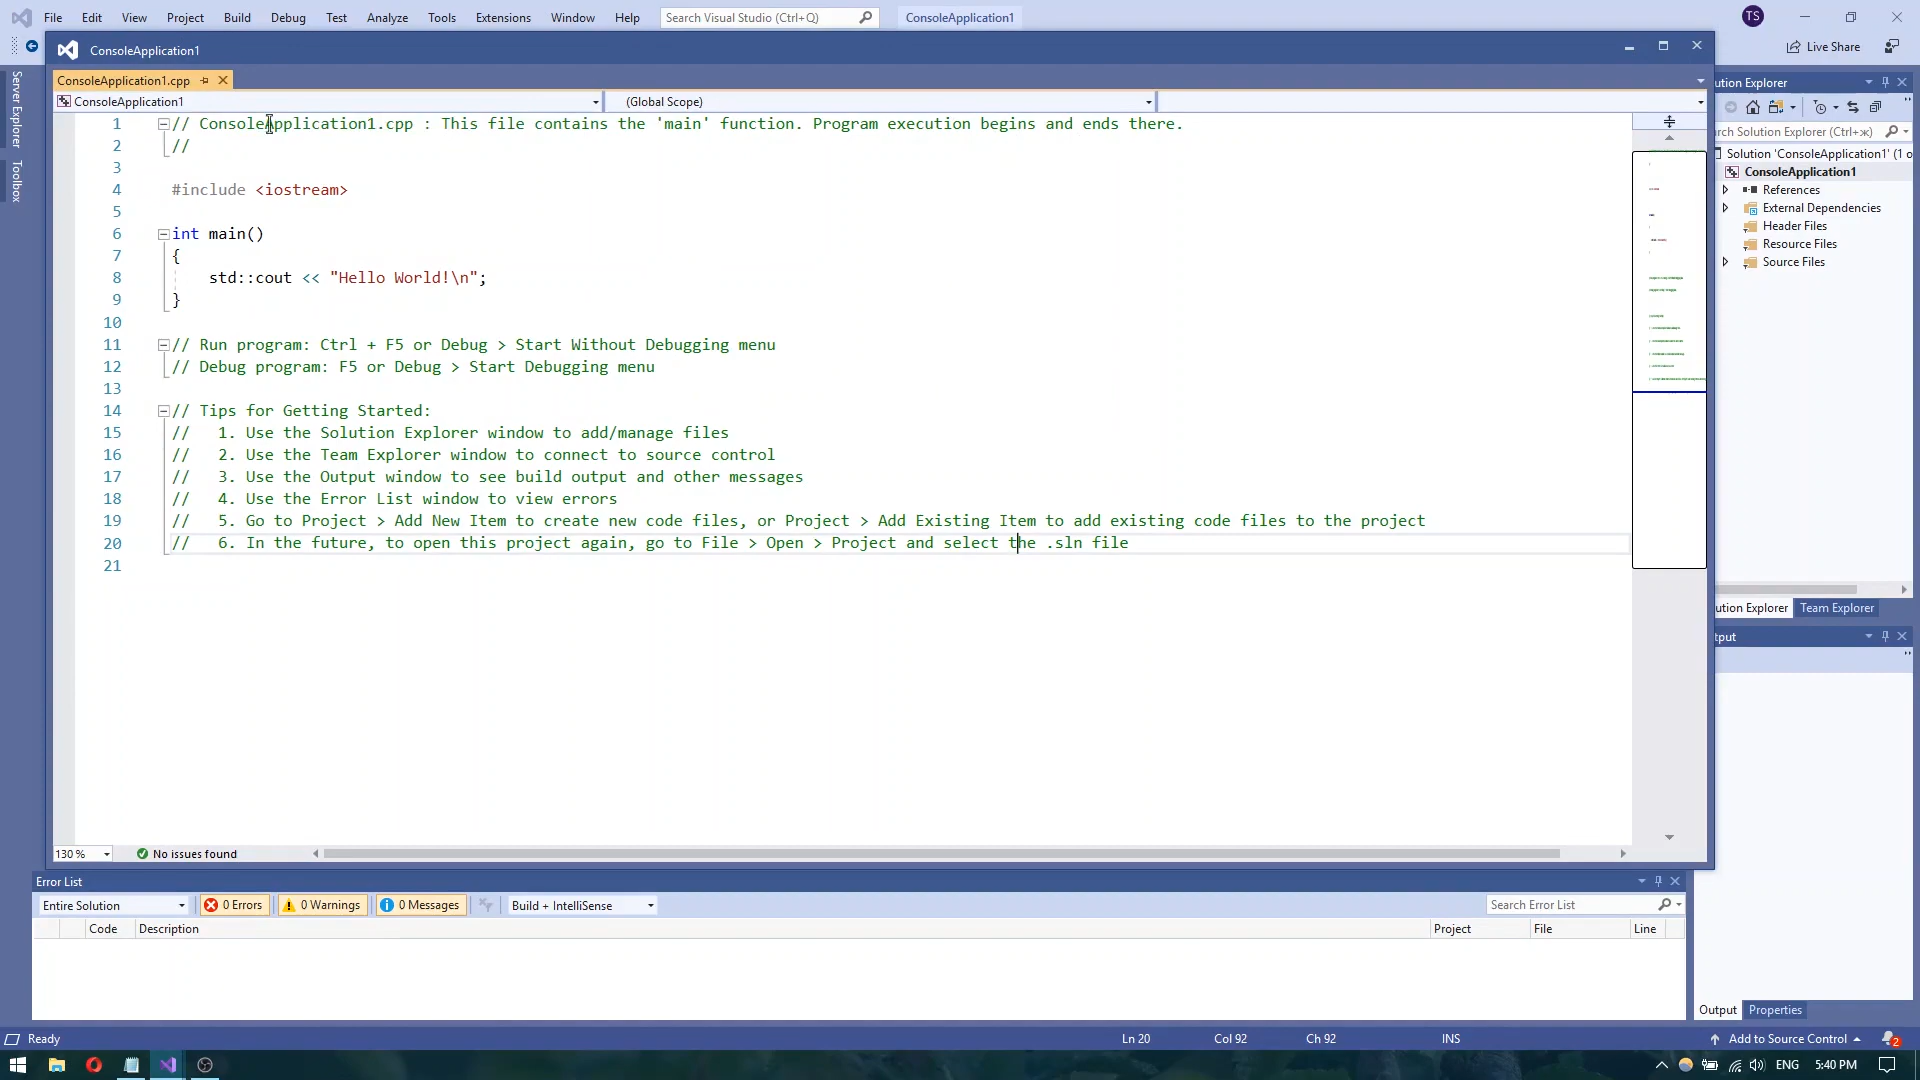 File Edit View Project Build Debug Test Analyze Tools Extensions Window Help Search Visual Studio (Ctrl+Q) ConsoleApplication1 TS
Live Share
ConsoleApplication1
Server Explorer
Toolbox
ConsoleApplication1.cpp
ConsoleApplication1 (Global Scope)
1 // ConsoleApplication1.cpp : This file contains the 'main' function. Program execution begins and ends there.
2 //
3
4 #include <iostream>
5
6 int main()
7 {
8 std::cout << "Hello World!\n";
9 }
10
11 // Run program: Ctrl + F5 or Debug > Start Without Debugging menu
12 // Debug program: F5 or Debug > Start Debugging menu
13
14 // Tips for Getting Started:
15 // 1. Use the Solution Explorer window to add/manage files
16 // 2. Use the Team Explorer window to connect to source control
17 // 3. Use the Output window to see build output and other messages
18 // 4. Use the Error List window to view errors
19 // 5. Go to Project > Add New Item to create new code files, or Project > Add Existing Item to add existing code files to the project
20 // 6. In the future, to open this project again, go to File > Open > Project and select the .sln file
21
130 % No issues found
ution Explorer
rch Solution Explorer (Ctrl+ж)
Solution 'ConsoleApplication1' (1 o
ConsoleApplication1
References
External Dependencies
Header Files
Resource Files
Source Files
ution Explorer Team Explorer
tput
Error List
Entire Solution 0 Errors 0 Warnings 0 Messages Build + IntelliSense Search Error List
Code Description Project File Line
Output Properties
Ready Ln 20 Col 92 Ch 92 INS Add to Source Control 2
ENG 5:40 PM